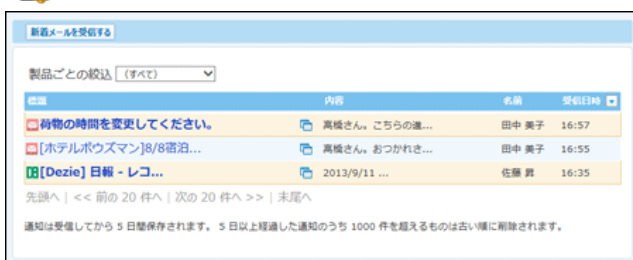 新着メールを受信する
製品ごとの絞込 (すべて)
標題 内容 名前 受信日時
荷物の時間を変更してください。 高橋さん。こちらの進... 田中 美子 16:57
[ホテルボウズマン]8/8宿泊... 高橋さん。おつかれさ... 田中 美子 16:55
[Dezie] 日報 - レコ... 2013/9/11 ... 佐藤 昇 16:35
先頭へ | << 前の 20 件へ | 次の 20 件へ >> | 末尾へ
通知は受信してから 5 日間保存されます。 5 日以上経過した通知のうち 1000 件を超えるものは古い順に削除されます。